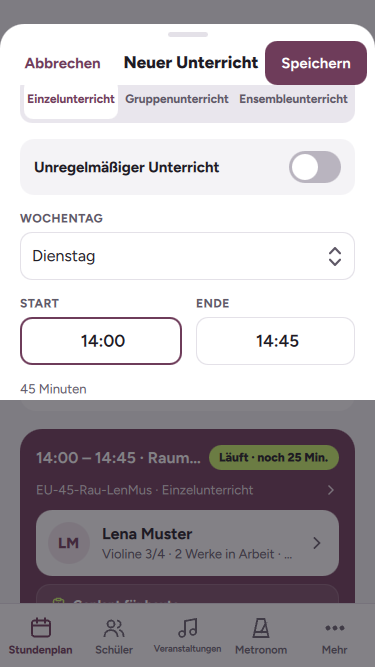 Abbrechen Neuer Unterricht Speichern
Einzelunterricht Gruppenunterricht Ensembleunterricht
Unregelmäßiger Unterricht
WOCHENTAG
Dienstag
START ENDE
14:00 14:45
45 Minuten
14:00 – 14:45 · Raum... Läuft · noch 25 Min.
EU-45-Rau-LenMus · Einzelunterricht
LM Lena Muster
Violine 3/4 · 2 Werke in Arbeit · ...
Stundenplan Schüler Veranstaltungen Metronom Mehr